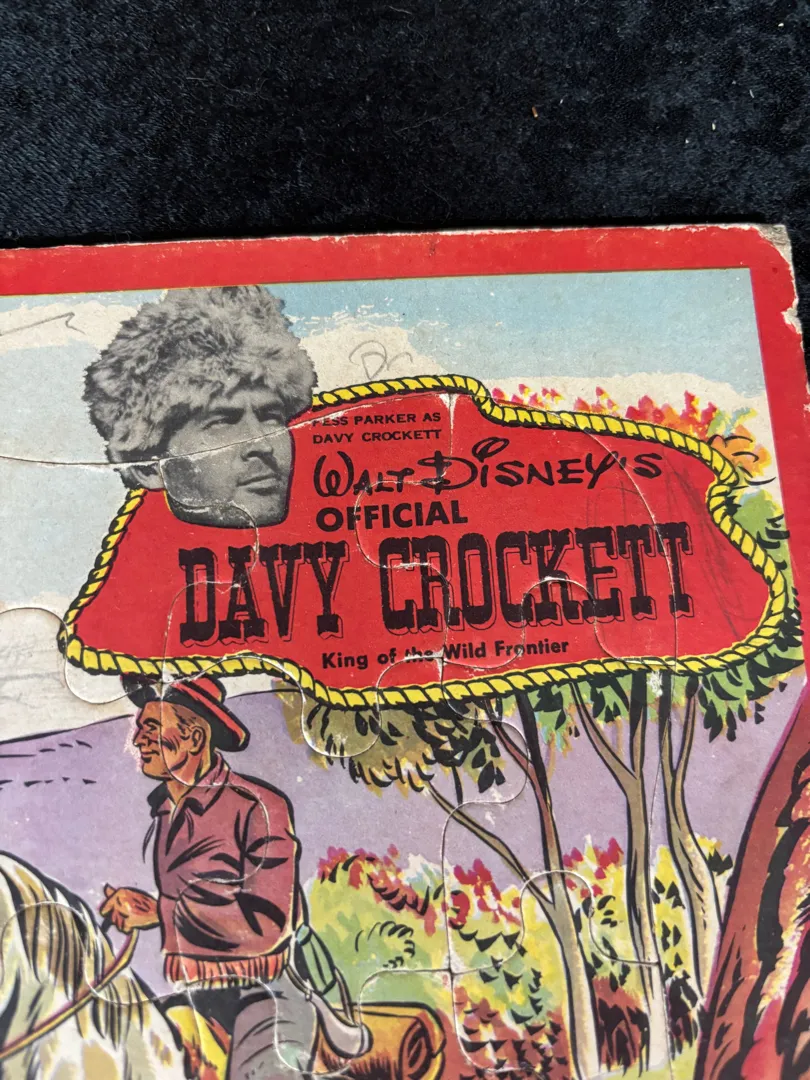 FESS PARKER AS
DAVY CROCKETT
WALT DISNEY'S
OFFICIAL
DAVY CROCKETT
King of the Wild Frontier